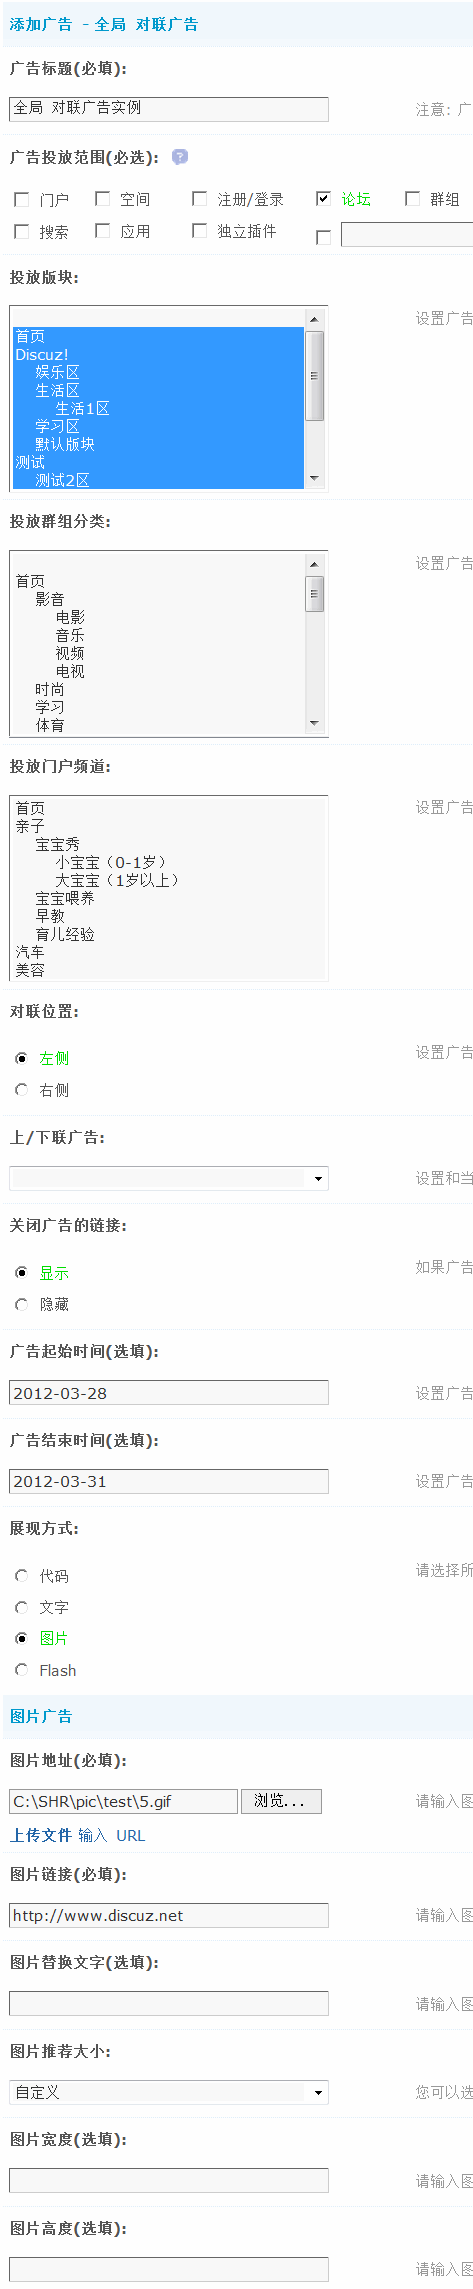 添加广告 - 全局 对联广告
广告标题(必填):
全局 对联广告实例 注意: 广
广告投放范围(必选): ?
门户 空间 注册/登录 论坛 群组
搜索 应用 独立插件
投放版块:
设置广告
首页
Discuz!
娱乐区
生活区
生活1区
学习区
默认版块
测试
测试2区
投放群组分类:
设置广告
首页
影音
电影
音乐
视频
电视
时尚
学习
体育
投放门户频道:
首页 设置广告
亲子
宝宝秀
小宝宝（0-1岁）
大宝宝（1岁以上）
宝宝喂养
早教
育儿经验
汽车
美容
对联位置:
左侧 设置广告
右侧
上/下联广告:
设置和当
关闭广告的链接:
显示 如果广告
隐藏
广告起始时间(选填):
2012-03-28 设置广告
广告结束时间(选填):
2012-03-31 设置广告
展现方式:
代码 请选择所
文字
图片
Flash
图片广告
图片地址(必填):
C:\SHR\pic\test\5.gif 浏览... 请输入图
上传文件 输入 URL
图片链接(必填):
http://www.discuz.net 请输入图
图片替换文字(选填):
请输入图
图片推荐大小:
自定义 您可以选
图片宽度(选填):
请输入图
图片高度(选填):
请输入图